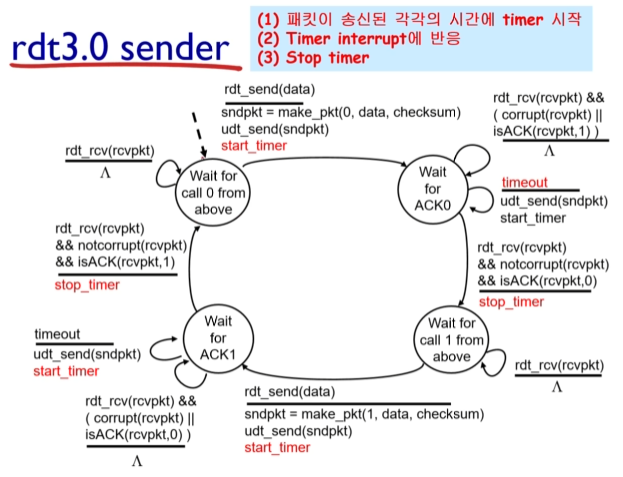 rdt3.0 sender
(1) 패킷이 송신된 각각의 시간에 timer 시작
(2) Timer interrupt에 반응
(3) Stop timer
rdt_send(data)
sndpkt = make_pkt(0, data, checksum)
udt_send(sndpkt)
start_timer
rdt_rcv(rcvpkt) &&
( corrupt(rcvpkt) ||
isACK(rcvpkt,1) )
Λ
rdt_rcv(rcvpkt)
Λ
Wait for
call 0 from
above
Wait
for
ACK0
timeout
udt_send(sndpkt)
start_timer
rdt_rcv(rcvpkt)
&& notcorrupt(rcvpkt)
&& isACK(rcvpkt,1)
stop_timer
rdt_rcv(rcvpkt)
&& notcorrupt(rcvpkt)
&& isACK(rcvpkt,0)
stop_timer
Wait
for
ACK1
Wait for
call 1 from
above
timeout
udt_send(sndpkt)
start_timer
rdt_rcv(rcvpkt)
Λ
rdt_rcv(rcvpkt) &&
( corrupt(rcvpkt) ||
isACK(rcvpkt,0) )
Λ
rdt_send(data)
sndpkt = make_pkt(1, data, checksum)
udt_send(sndpkt)
start_timer